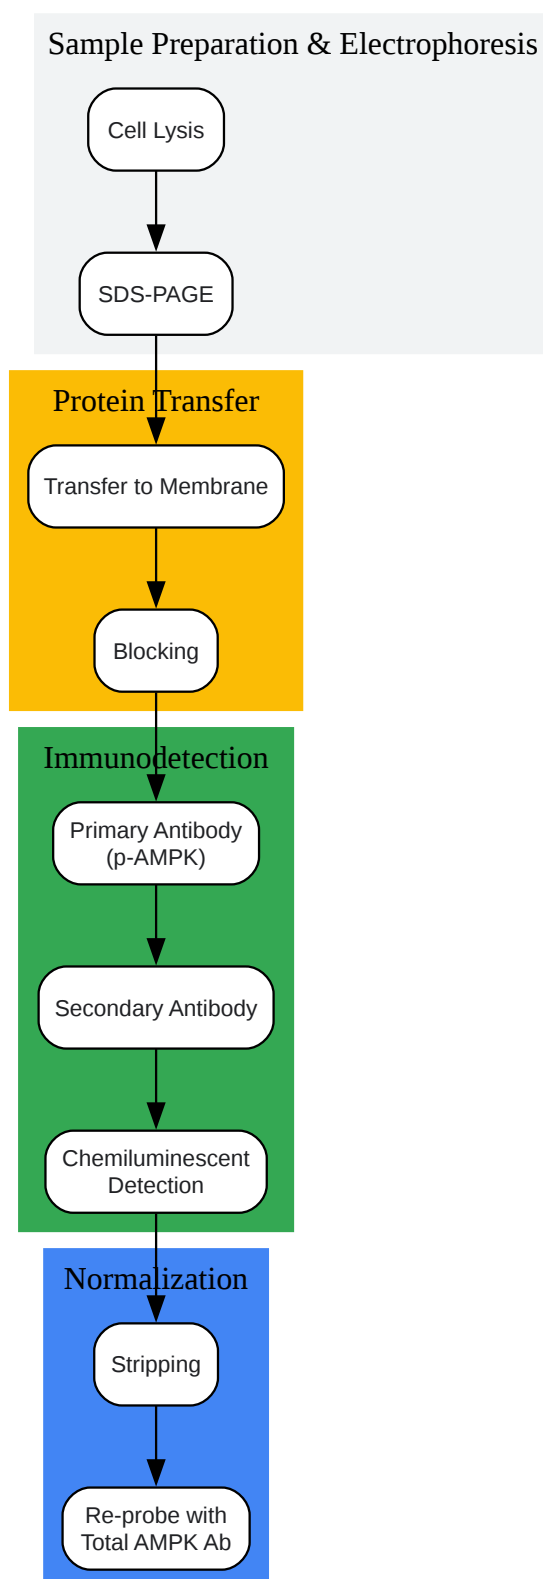 Sample Preparation & Electrophoresis
Cell Lysis
SDS-PAGE
Protein Transfer
Transfer to Membrane
Blocking
Immunodetection
Primary Antibody
(p-AMPK)
Secondary Antibody
Chemiluminescent
Detection
Normalization
Stripping
Re-probe with
Total AMPK Ab